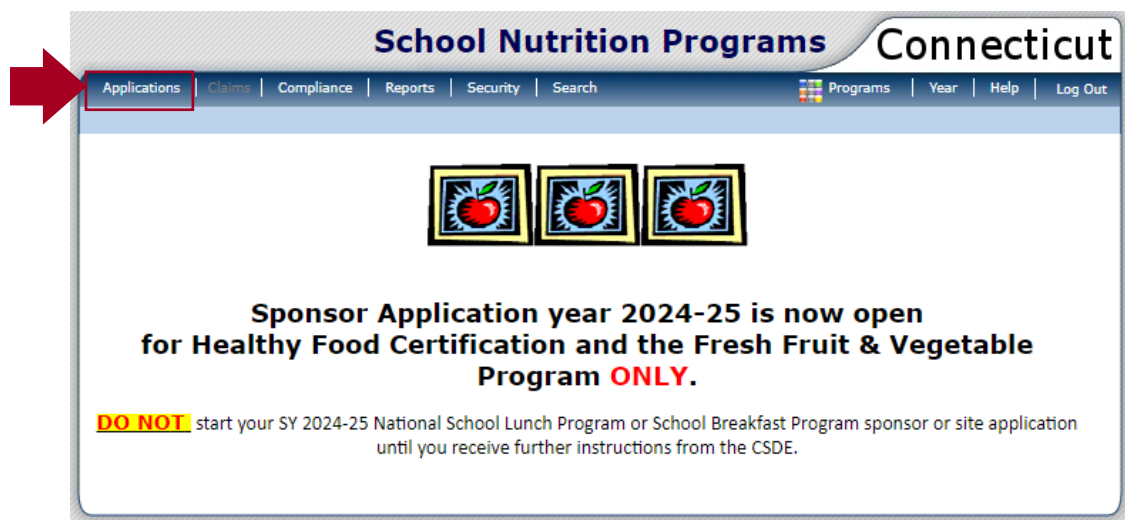 School Nutrition Programs Connecticut
Applications | Claims | Compliance | Reports | Security | Search Programs | Year | Help | Log Out
Sponsor Application year 2024-25 is now open
for Healthy Food Certification and the Fresh Fruit & Vegetable
Program ONLY.
DO NOT start your SY 2024-25 National School Lunch Program or School Breakfast Program sponsor or site application
until you receive further instructions from the CSDE.